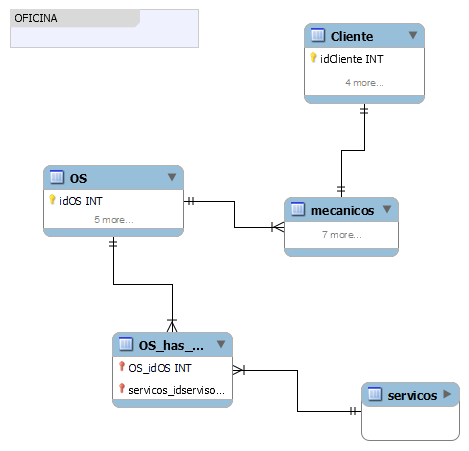 OFICINA
Cliente
idCliente INT
4 more...
OS
idOS INT
5 more...
mecanicos
7 more...
OS_has_...
OS_idOS INT
servicos_idserviso...
servicos